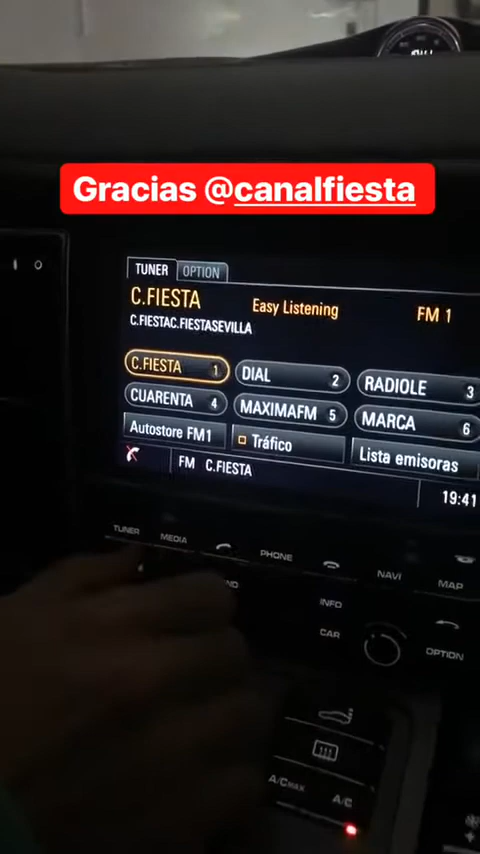 Gracias @canalfiesta
TUNER OPTION
C.FIESTA Easy Listening FM 1
C.FIESTAC.FIESTASEVILLA
C.FIESTA 1 DIAL 2 RADIOLE 3
CUARENTA 4 MAXIMAFM 5 MARCA 6
Autostore FM1 Tráfico Lista emisoras
FM C.FIESTA
19:41
TUNER MEDIA PHONE NAVI MAP
INFO
CAR
OPTION
A/C MAX A/C